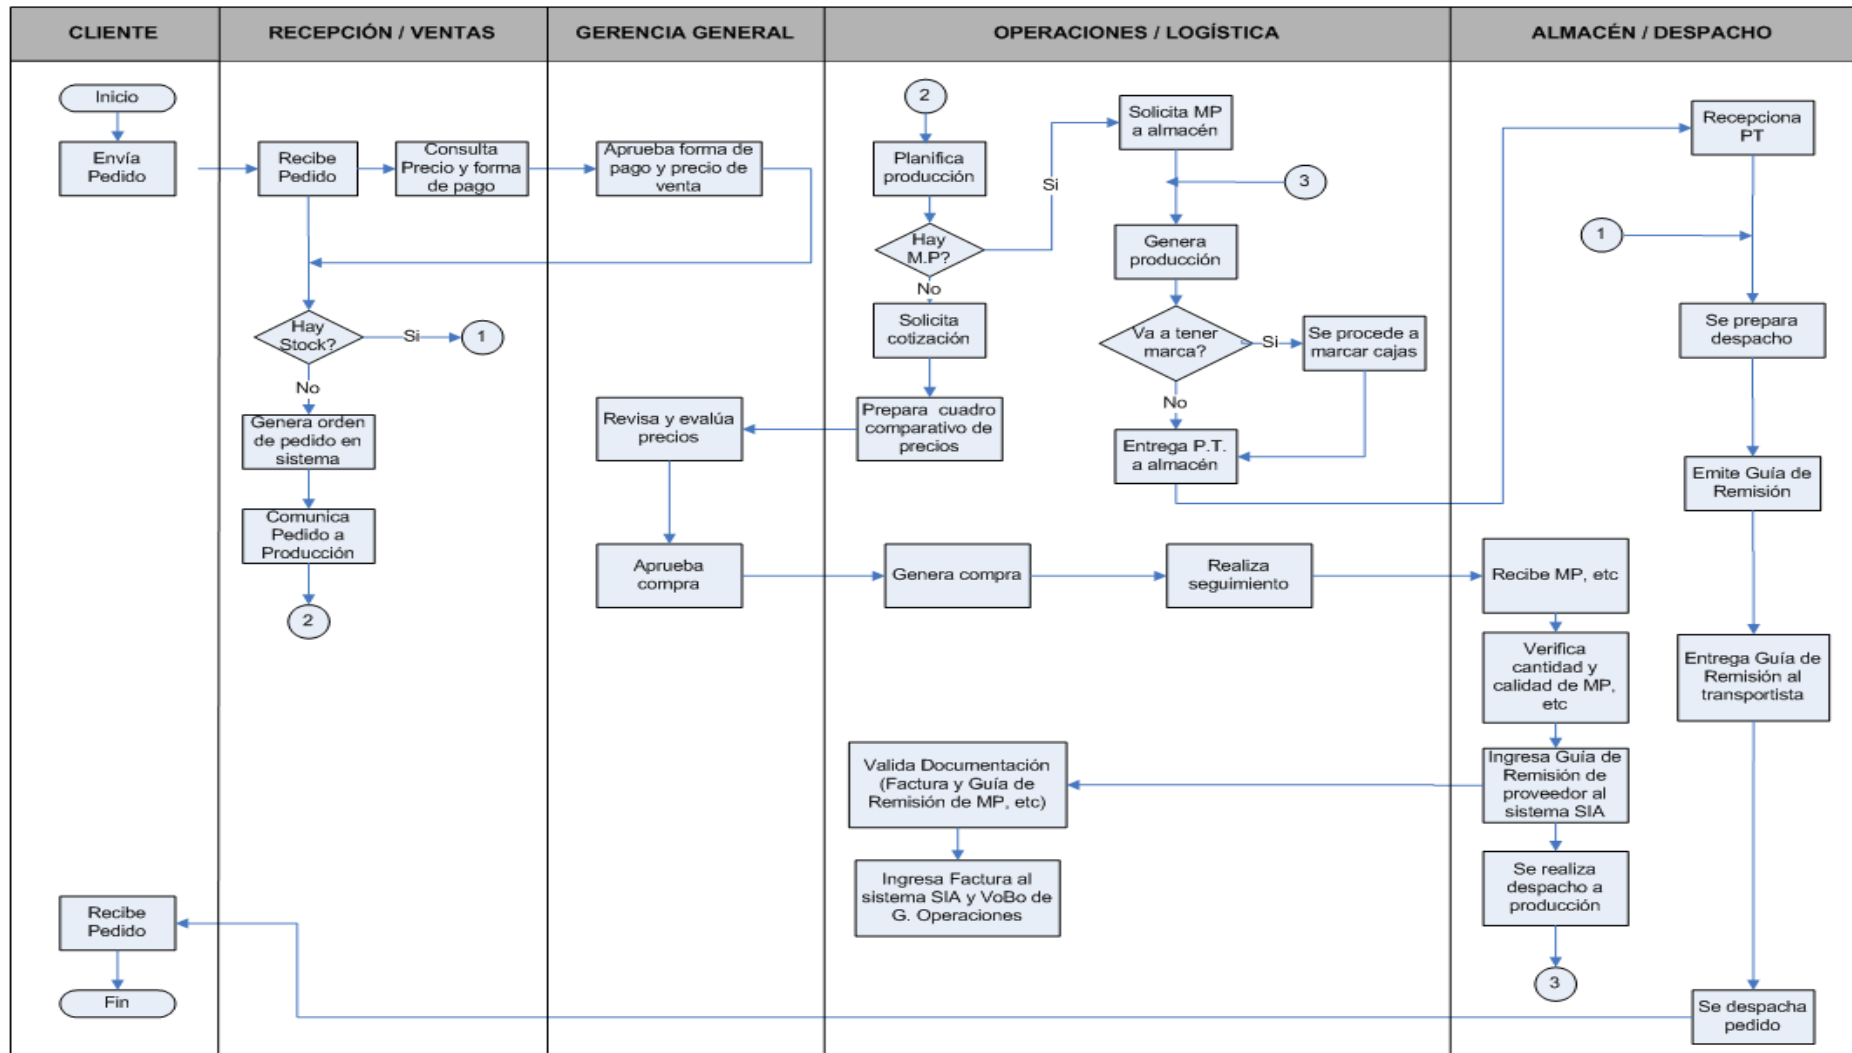 CLIENTE
RECEPCIÓN / VENTAS
GERENCIA GENERAL
OPERACIONES / LOGÍSTICA
ALMACÉN / DESPACHO
Inicio
Envía
Pedido
Recibe
Pedido
Fin
Recibe
Pedido
Consulta
Precio y forma
de pago
Hay
Stock?
Si
1
No
Genera orden
de pedido en
sistema
Comunica
Pedido a
Producción
2
Aprueba forma de
pago y precio de
venta
Revisa y evalúa
precios
Aprueba
compra
2
Planifica
producción
Hay
M.P?
Si
No
Solicita
cotización
Prepara cuadro
comparativo de
precios
Solicita MP
a almacén
3
Genera
producción
Va a tener
marca?
Si
Se procede a
marcar cajas
No
Entrega P.T.
a almacén
Genera compra
Realiza
seguimiento
Valida Documentación
(Factura y Guía de
Remisión de MP, etc)
Ingresa Factura al
sistema SIA y VoBo de
G. Operaciones
Recibe MP, etc
Verifica
cantidad y
calidad de MP,
etc
Ingresa Guía de
Remisión de
proveedor al
sistema SIA
Se realiza
despacho a
producción
3
Recepciona
PT
1
Se prepara
despacho
Emite Guía de
Remisión
Entrega Guía de
Remisión al
transportista
Se despacha
pedido